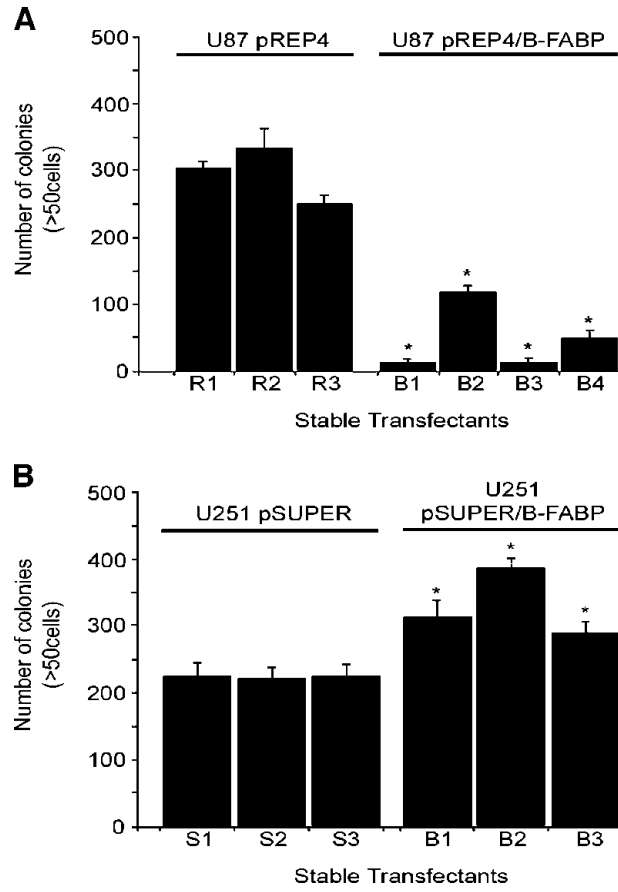 A
U87 pREP4
U87 pREP4/B-FABP
Number of colonies
(>50cells)
500
400
300
200
100
0
*
*
*
*
R1 R2 R3 B1 B2 B3 B4
Stable Transfectants
B
U251 pSUPER
U251
pSUPER/B-FABP
Number of colonies
(>50cells)
500
400
300
200
100
0
*
*
*
S1 S2 S3 B1 B2 B3
Stable Transfectants